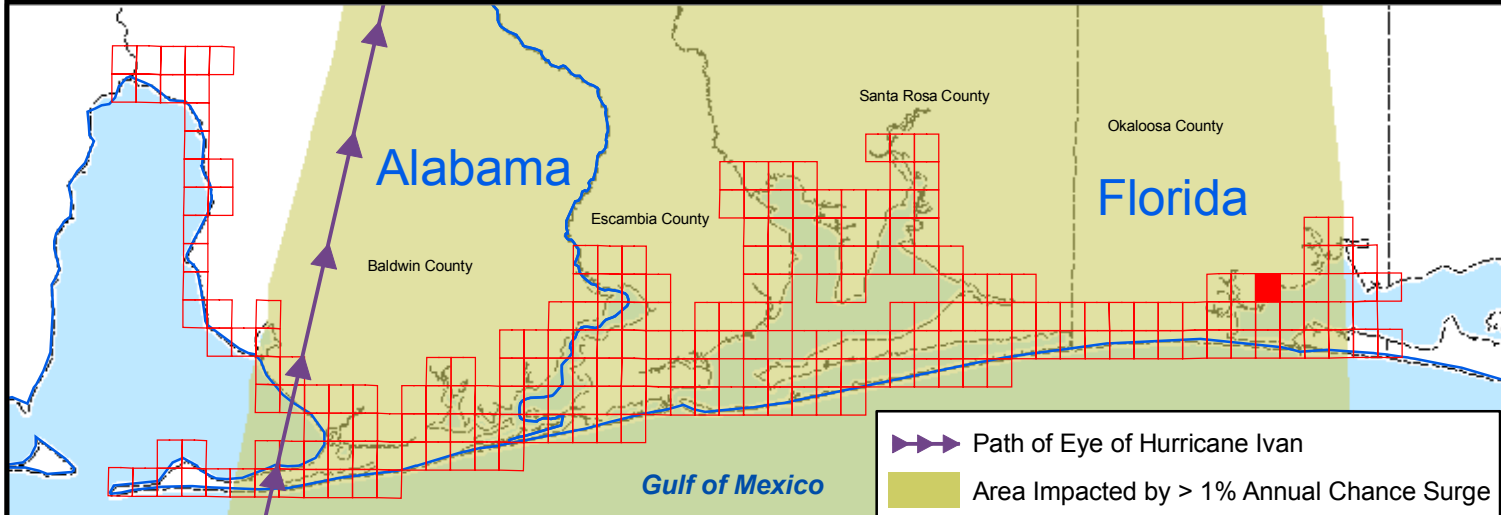 Santa Rosa County
Okaloosa County
Alabama
Florida
Escambia County
Baldwin County
Gulf of Mexico
Path of Eye of Hurricane Ivan
Area Impacted by > 1% Annual Chance Surge